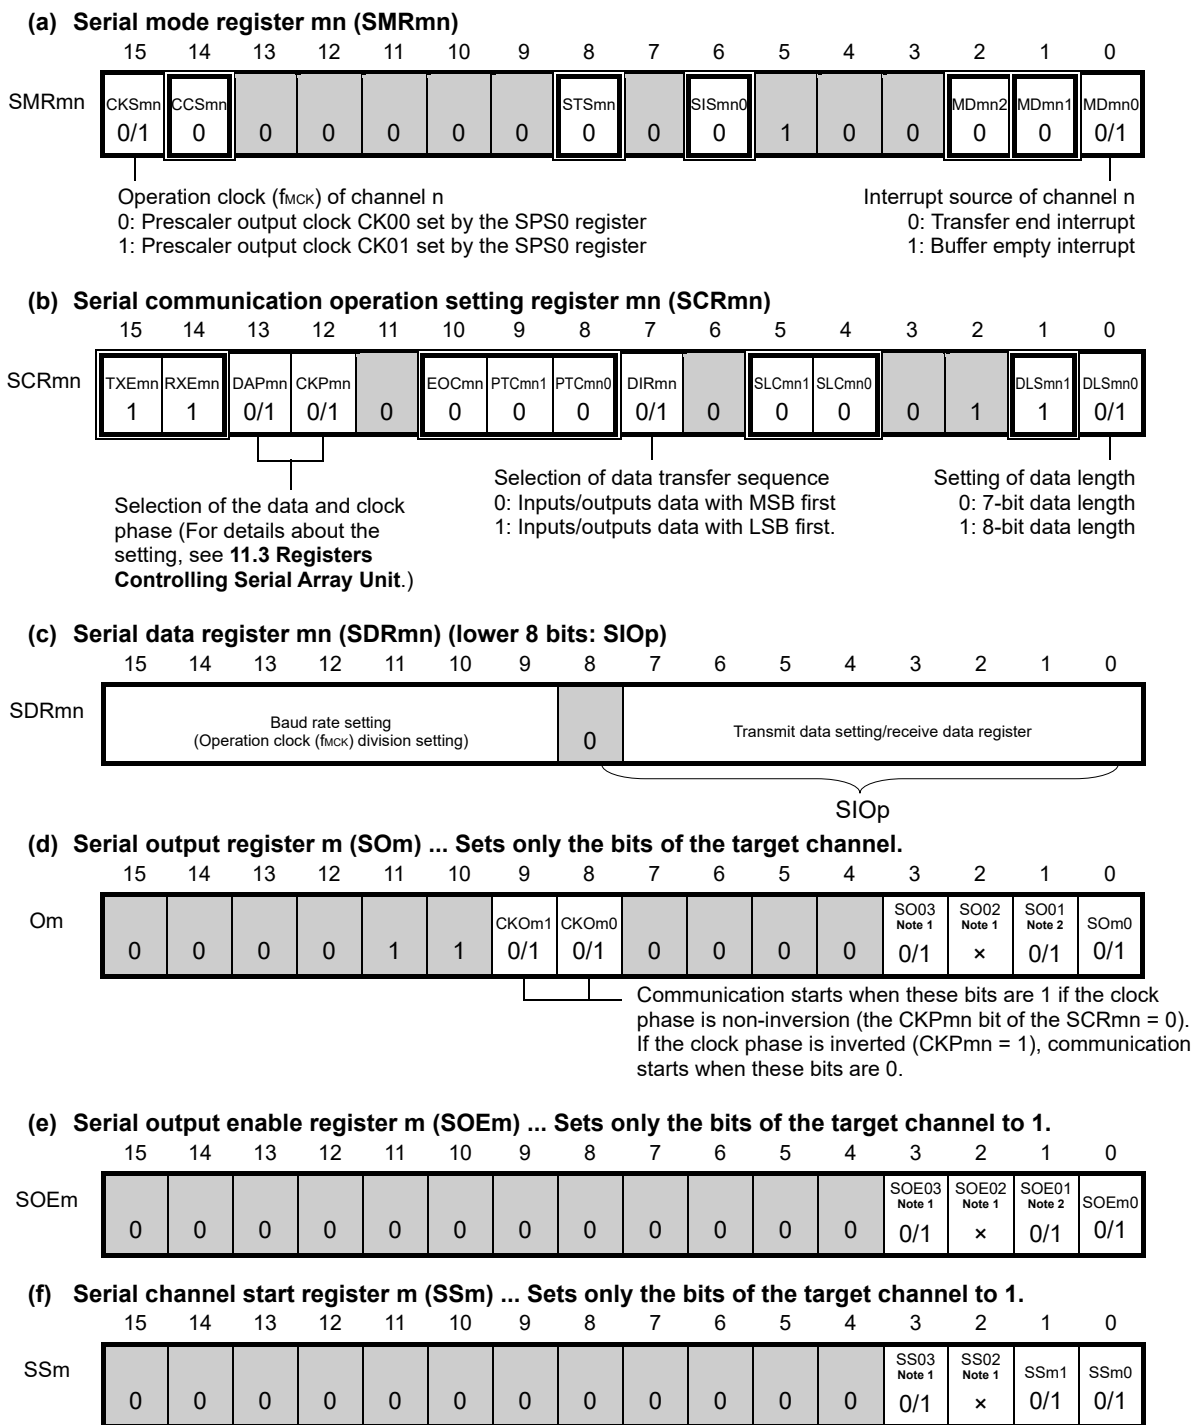 (a) Serial mode register mn (SMRmn)
15 14 13 12 11 10 9 8 7 6 5 4 3 2 1 0
SMRmn CKSmn CCSmn STSmn SISmn0 MDmn2 MDmn1 MDmn0
0/1 0 0 0 0 0 0 0 0 0 1 0 0 0 0 0/1
Operation clock (fMCK) of channel n
0: Prescaler output clock CK00 set by the SPS0 register
1: Prescaler output clock CK01 set by the SPS0 register
Interrupt source of channel n
0: Transfer end interrupt
1: Buffer empty interrupt
(b) Serial communication operation setting register mn (SCRmn)
15 14 13 12 11 10 9 8 7 6 5 4 3 2 1 0
SCRmn TXEmn RXEmn DAPmn CKPmn EOCmn PTCmn1 PTCmn0 DIRmn SLCmn1 SLCmn0 DLSmn1 DLSmn0
1 1 0/1 0/1 0 0 0 0 0/1 0 0 0 0 1 1 0/1
Selection of the data and clock
phase (For details about the
setting, see 11.3 Registers
Controlling Serial Array Unit.)
Selection of data transfer sequence
0: Inputs/outputs data with MSB first
1: Inputs/outputs data with LSB first.
Setting of data length
0: 7-bit data length
1: 8-bit data length
(c) Serial data register mn (SDRmn) (lower 8 bits: SIOp)
15 14 13 12 11 10 9 8 7 6 5 4 3 2 1 0
SDRmn
Baud rate setting
(Operation clock (fMCK) division setting)
0
Transmit data setting/receive data register
SIOp
(d) Serial output register m (SOm) ... Sets only the bits of the target channel.
15 14 13 12 11 10 9 8 7 6 5 4 3 2 1 0
Om CKOm1 CKOm0 SO03 SO02 SO01 SOm0
Note 1 Note 1 Note 2
0 0 0 0 1 1 0/1 0/1 0 0 0 0 0/1 × 0/1 0/1
Communication starts when these bits are 1 if the clock
phase is non-inversion (the CKPmn bit of the SCRmn = 0).
If the clock phase is inverted (CKPmn = 1), communication
starts when these bits are 0.
(e) Serial output enable register m (SOEm) ... Sets only the bits of the target channel to 1.
15 14 13 12 11 10 9 8 7 6 5 4 3 2 1 0
SOEm SOE03 SOE02 SOE01 SOEm0
Note 1 Note 1 Note 2
0 0 0 0 0 0 0 0 0 0 0 0 0/1 × 0/1 0/1
(f) Serial channel start register m (SSm) ... Sets only the bits of the target channel to 1.
15 14 13 12 11 10 9 8 7 6 5 4 3 2 1 0
SSm SS03 SS02 SSm1 SSm0
Note 1 Note 1
0 0 0 0 0 0 0 0 0 0 0 0 0/1 × 0/1 0/1